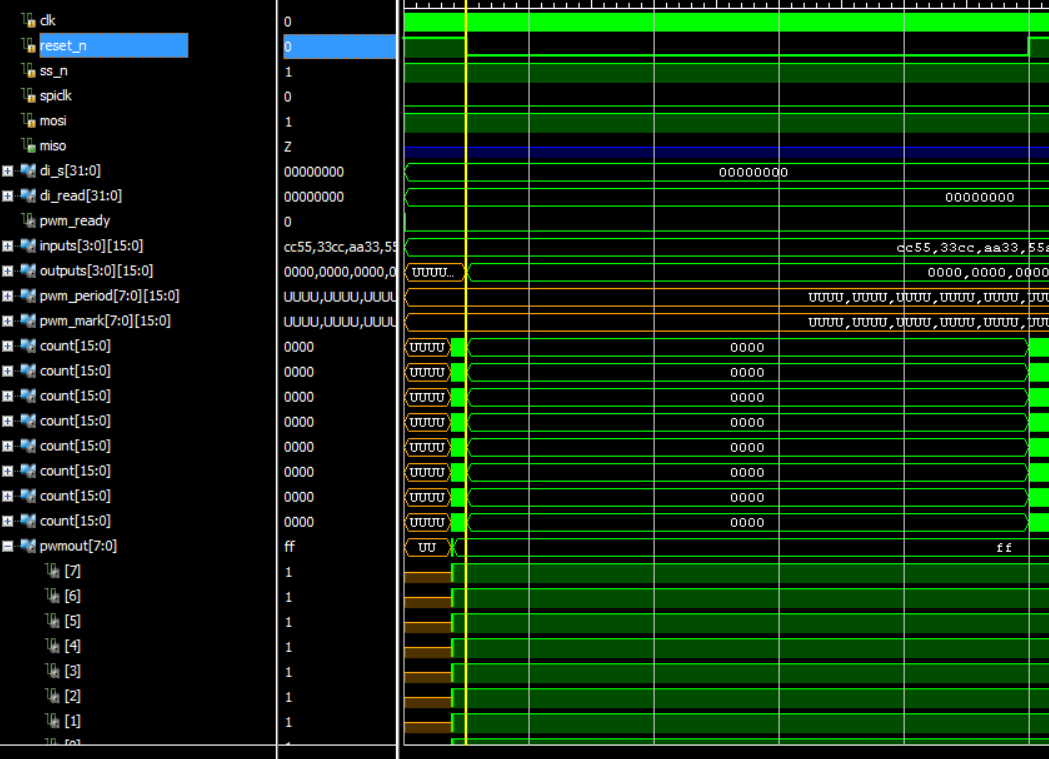 clk 0
reset_n 0
ss_n 1
spiclk 0
mosi 1
miso Z
di_s[31:0] 00000000 00000000
di_read[31:0] 00000000 00000000
pwm_ready 0
inputs[3:0][15:0] cc55,33cc,aa33,55 cc55,33cc,aa33,55a
outputs[3:0][15:0] 0000,0000,0000,0 UUUU... 0000,0000,0000
pwm_period[7:0][15:0] UUUU,UUUU,UUUU UUUU,UUUU,UUUU,UUUU,UUUU,UU
pwm_mark[7:0][15:0] UUUU,UUUU,UUUU UUUU,UUUU,UUUU,UUUU,UUUU,UU
count[15:0] 0000 UUUU 0000
count[15:0] 0000 UUUU 0000
count[15:0] 0000 UUUU 0000
count[15:0] 0000 UUUU 0000
count[15:0] 0000 UUUU 0000
count[15:0] 0000 UUUU 0000
count[15:0] 0000 UUUU 0000
count[15:0] 0000 UUUU 0000
pwmout[7:0] ff UU ff
[7] 1
[6] 1
[5] 1
[4] 1
[3] 1
[2] 1
[1] 1